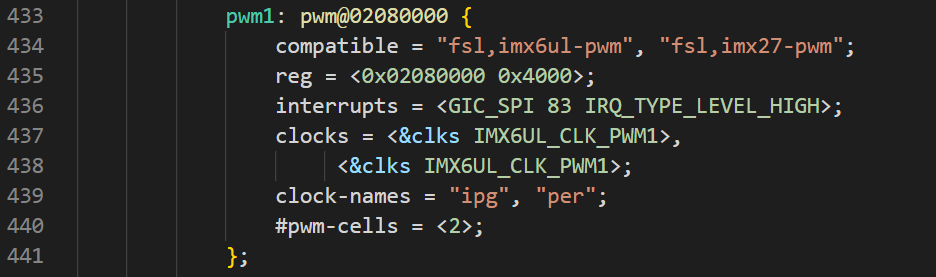 433 pwm1: pwm@02080000 {
434 compatible = "fsl,imx6ul-pwm", "fsl,imx27-pwm";
435 reg = <0x02080000 0x4000>;
436 interrupts = <GIC_SPI 83 IRQ_TYPE_LEVEL_HIGH>;
437 clocks = <&clks IMX6UL_CLK_PWM1>,
438 <&clks IMX6UL_CLK_PWM1>;
439 clock-names = "ipg", "per";
440 #pwm-cells = <2>;
441 };